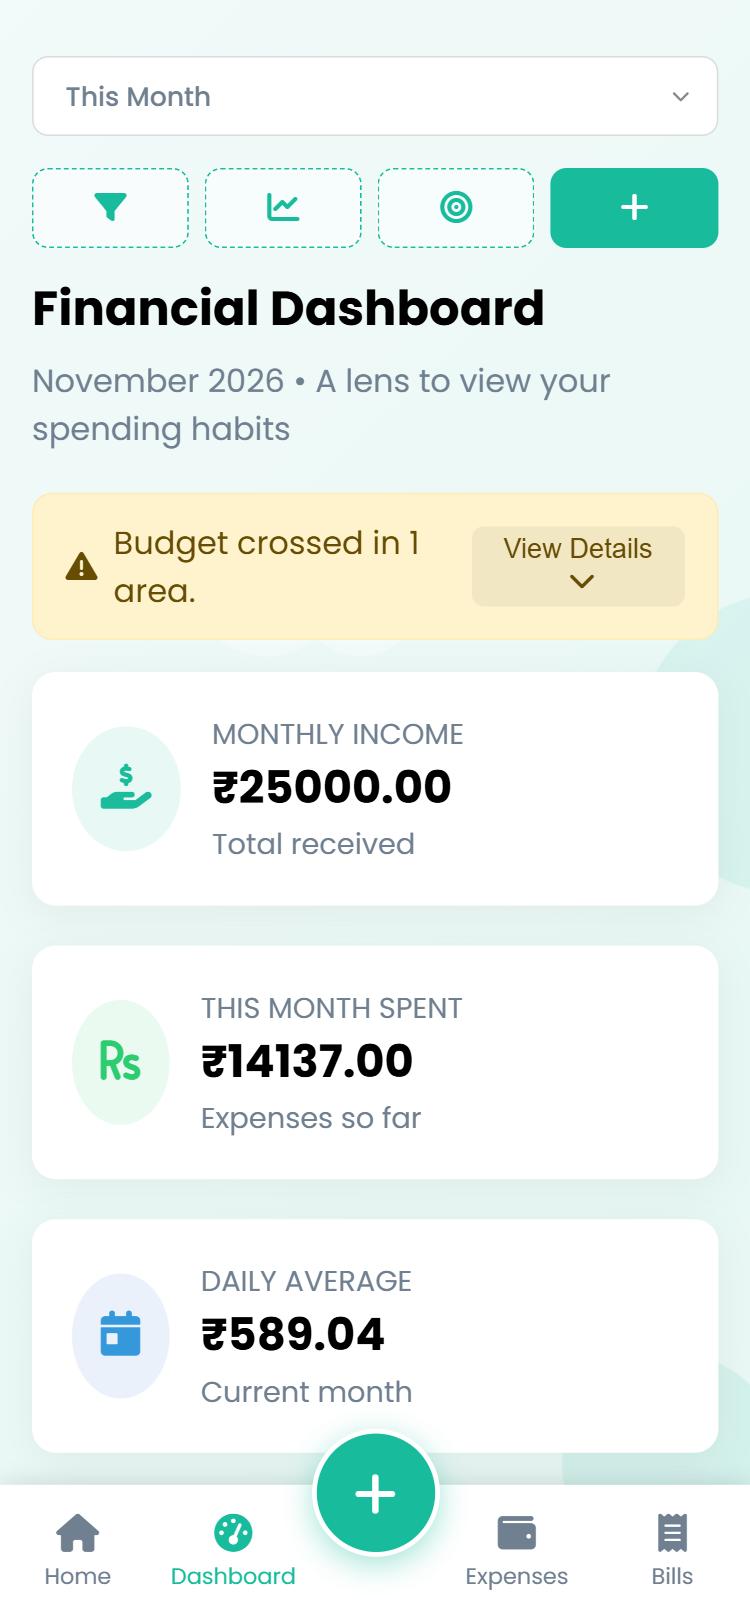 This Month
Financial Dashboard
November 2026 • A lens to view your
spending habits
Budget crossed in 1
area.
View Details
MONTHLY INCOME
₹25000.00
Total received
THIS MONTH SPENT
Rs
₹14137.00
Expenses so far
DAILY AVERAGE
₹589.04
Current month
Home
Dashboard
Expenses
Bills